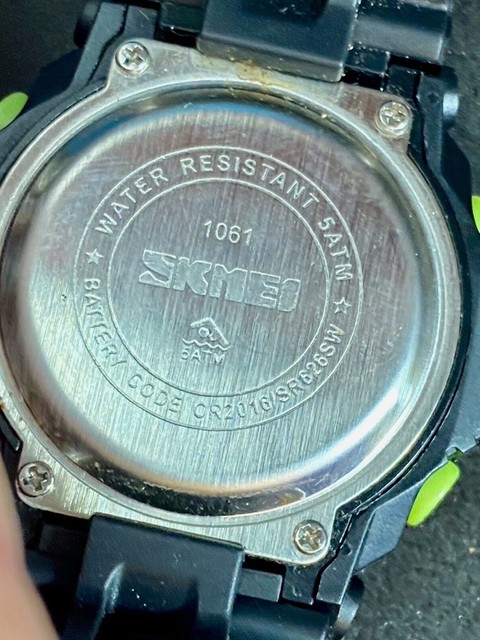 WATER RESISTANT 5ATM
1061
SKMEI
5ATM
BATTERY CODE CR2016/SR626SW